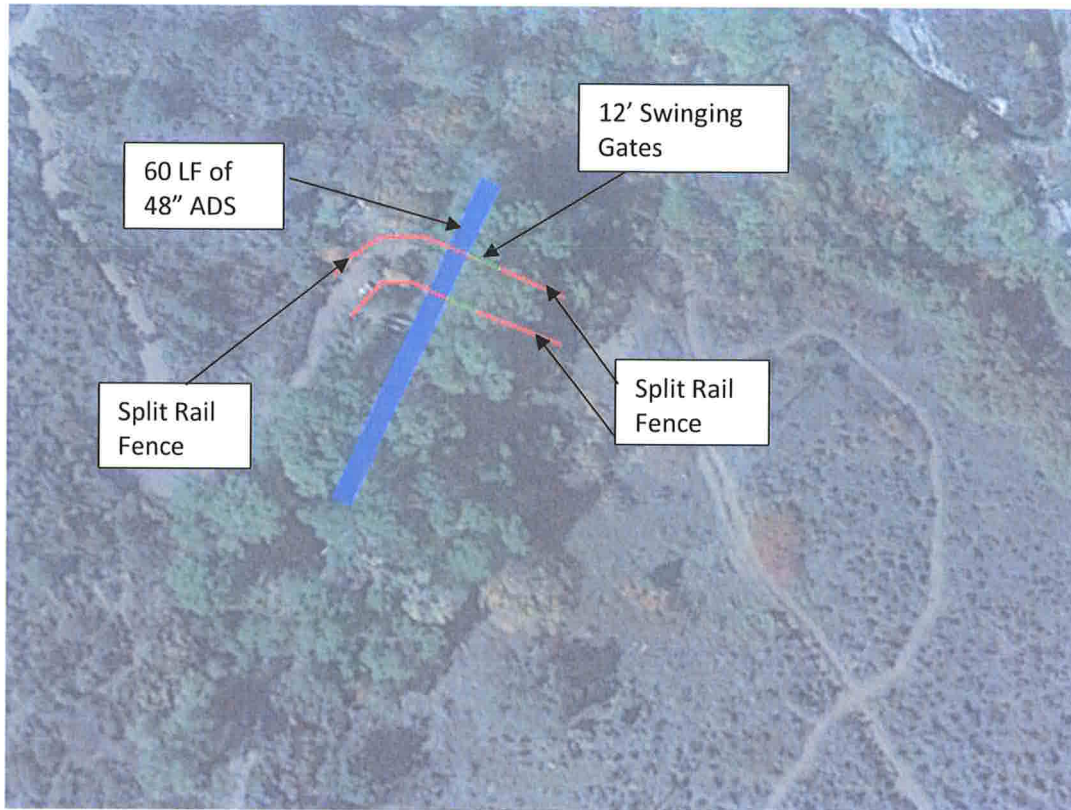 12’ Swinging
Gates
60 LF of
48” ADS
Split Rail
Fence
Split Rail
Fence